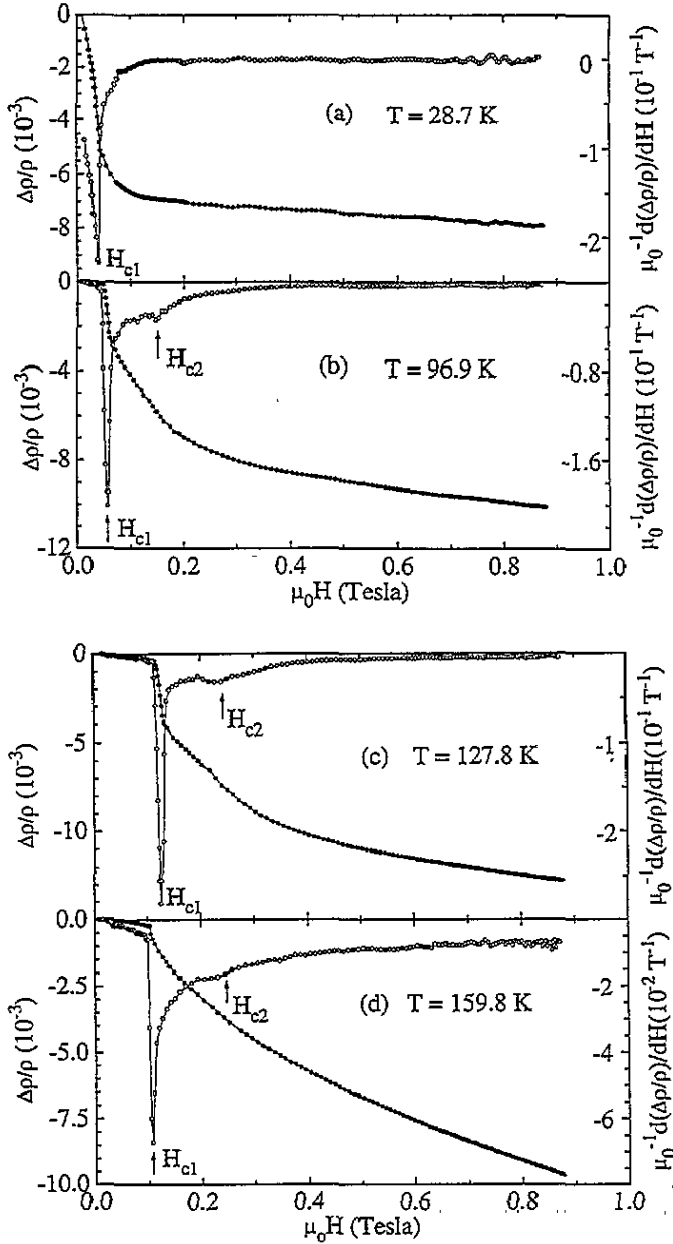 0
-2
-4
-6
-8
Δρ/ρ (10⁻³)
(a) T = 28.7 K
H_c1
0
-1
-2
μ₀⁻¹d(Δρ/ρ)/dH (10⁻¹ T⁻¹)
0
-4
-8
-12
Δρ/ρ (10⁻³)
H_c2
(b) T = 96.9 K
H_c1
-0.8
-1.6
μ₀⁻¹d(Δρ/ρ)/dH (10⁻¹ T⁻¹)
0.0 0.2 0.4 0.6 0.8 1.0
μ₀H (Tesla)
0
-5
-10
Δρ/ρ (10⁻³)
H_c2
(c) T = 127.8 K
H_c1
-1
-2
μ₀⁻¹d(Δρ/ρ)/dH(10⁻¹ T⁻¹)
0.0
-2.5
-5.0
-7.5
-10.0
Δρ/ρ (10⁻³)
H_c2
(d) T = 159.8 K
H_c1
-2
-4
-6
μ₀⁻¹d(Δρ/ρ)/dH(10⁻² T⁻¹)
0.0 0.2 0.4 0.6 0.8 1.0
μ₀H (Tesla)